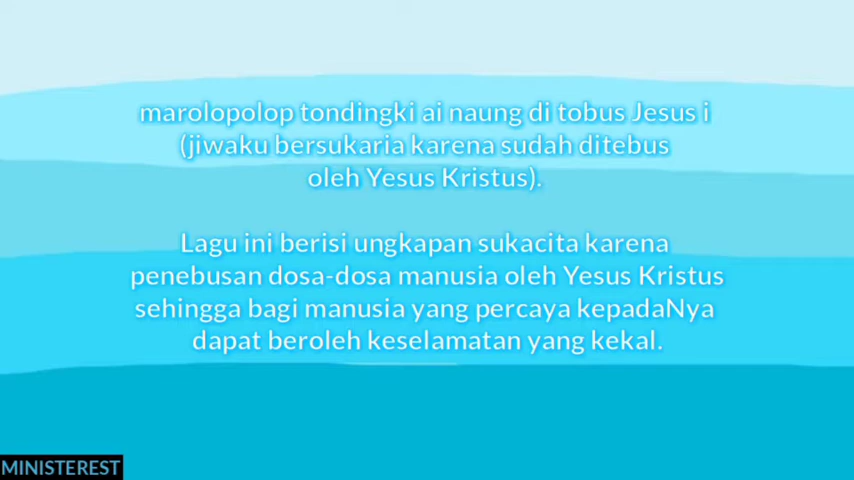 marolopolop tondingki ai naung di tobus Jesus i
(jiwaku bersukaria karena sudah ditebus
oleh Yesus Kristus).
Lagu ini berisi ungkapan sukacita karena
penebusan dosa-dosa manusia oleh Yesus Kristus
sehingga bagi manusia yang percaya kepadaNya
dapat beroleh keselamatan yang kekal.
MINISTEREST